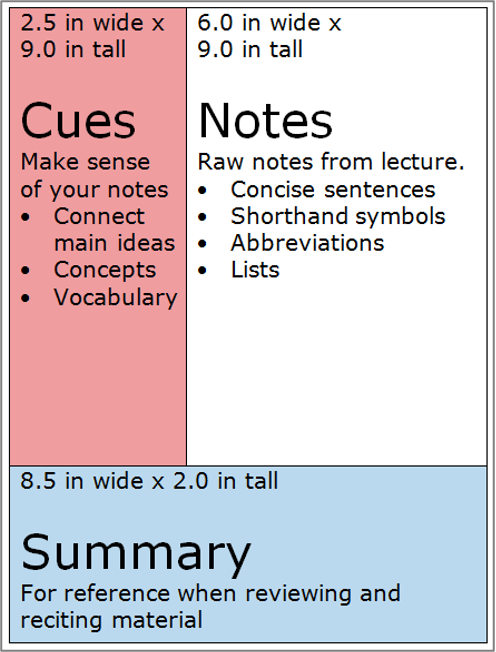 2.5 in wide x
9.0 in tall
Cues
Make sense
of your notes
• Connect
main ideas
• Concepts
• Vocabulary
6.0 in wide x
9.0 in tall
Notes
Raw notes from lecture.
• Concise sentences
• Shorthand symbols
• Abbreviations
• Lists
8.5 in wide x 2.0 in tall
Summary
For reference when reviewing and
reciting material